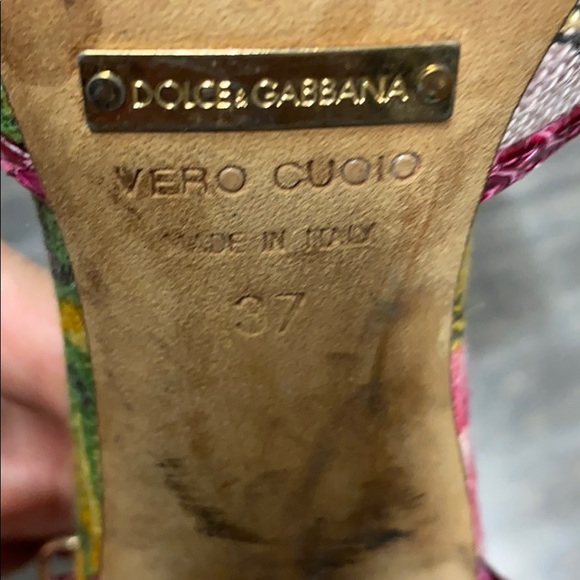 DOLCE & GABBANA
VERO CUOIO
MADE IN ITALY
37